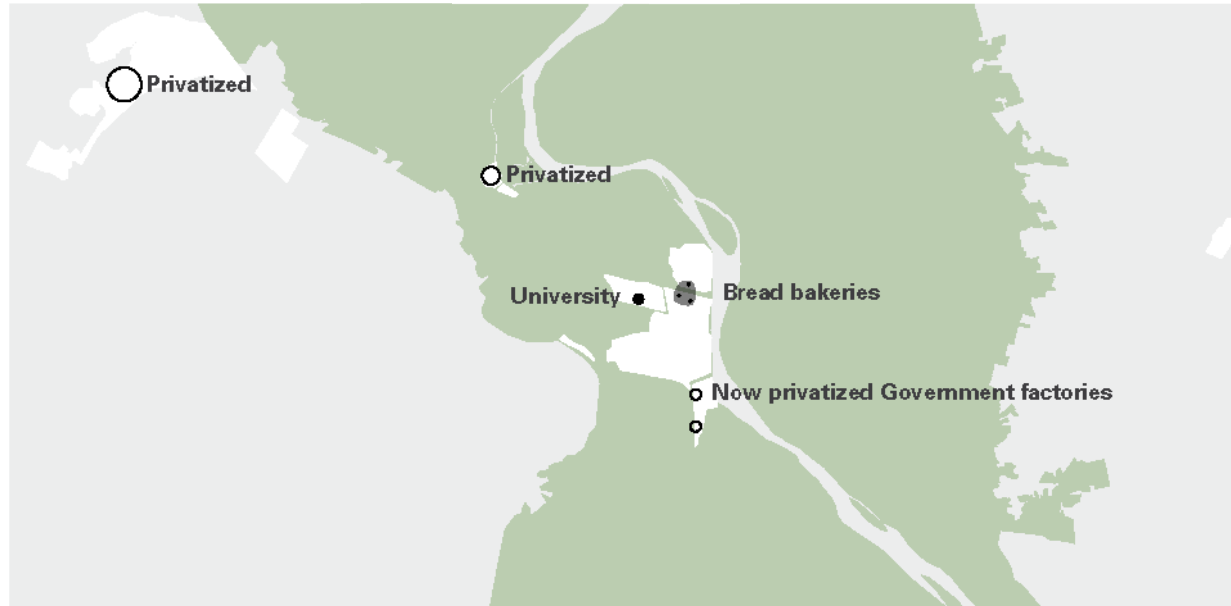 Privatized
Privatized
University
Bread bakeries
Now privatized Government factories